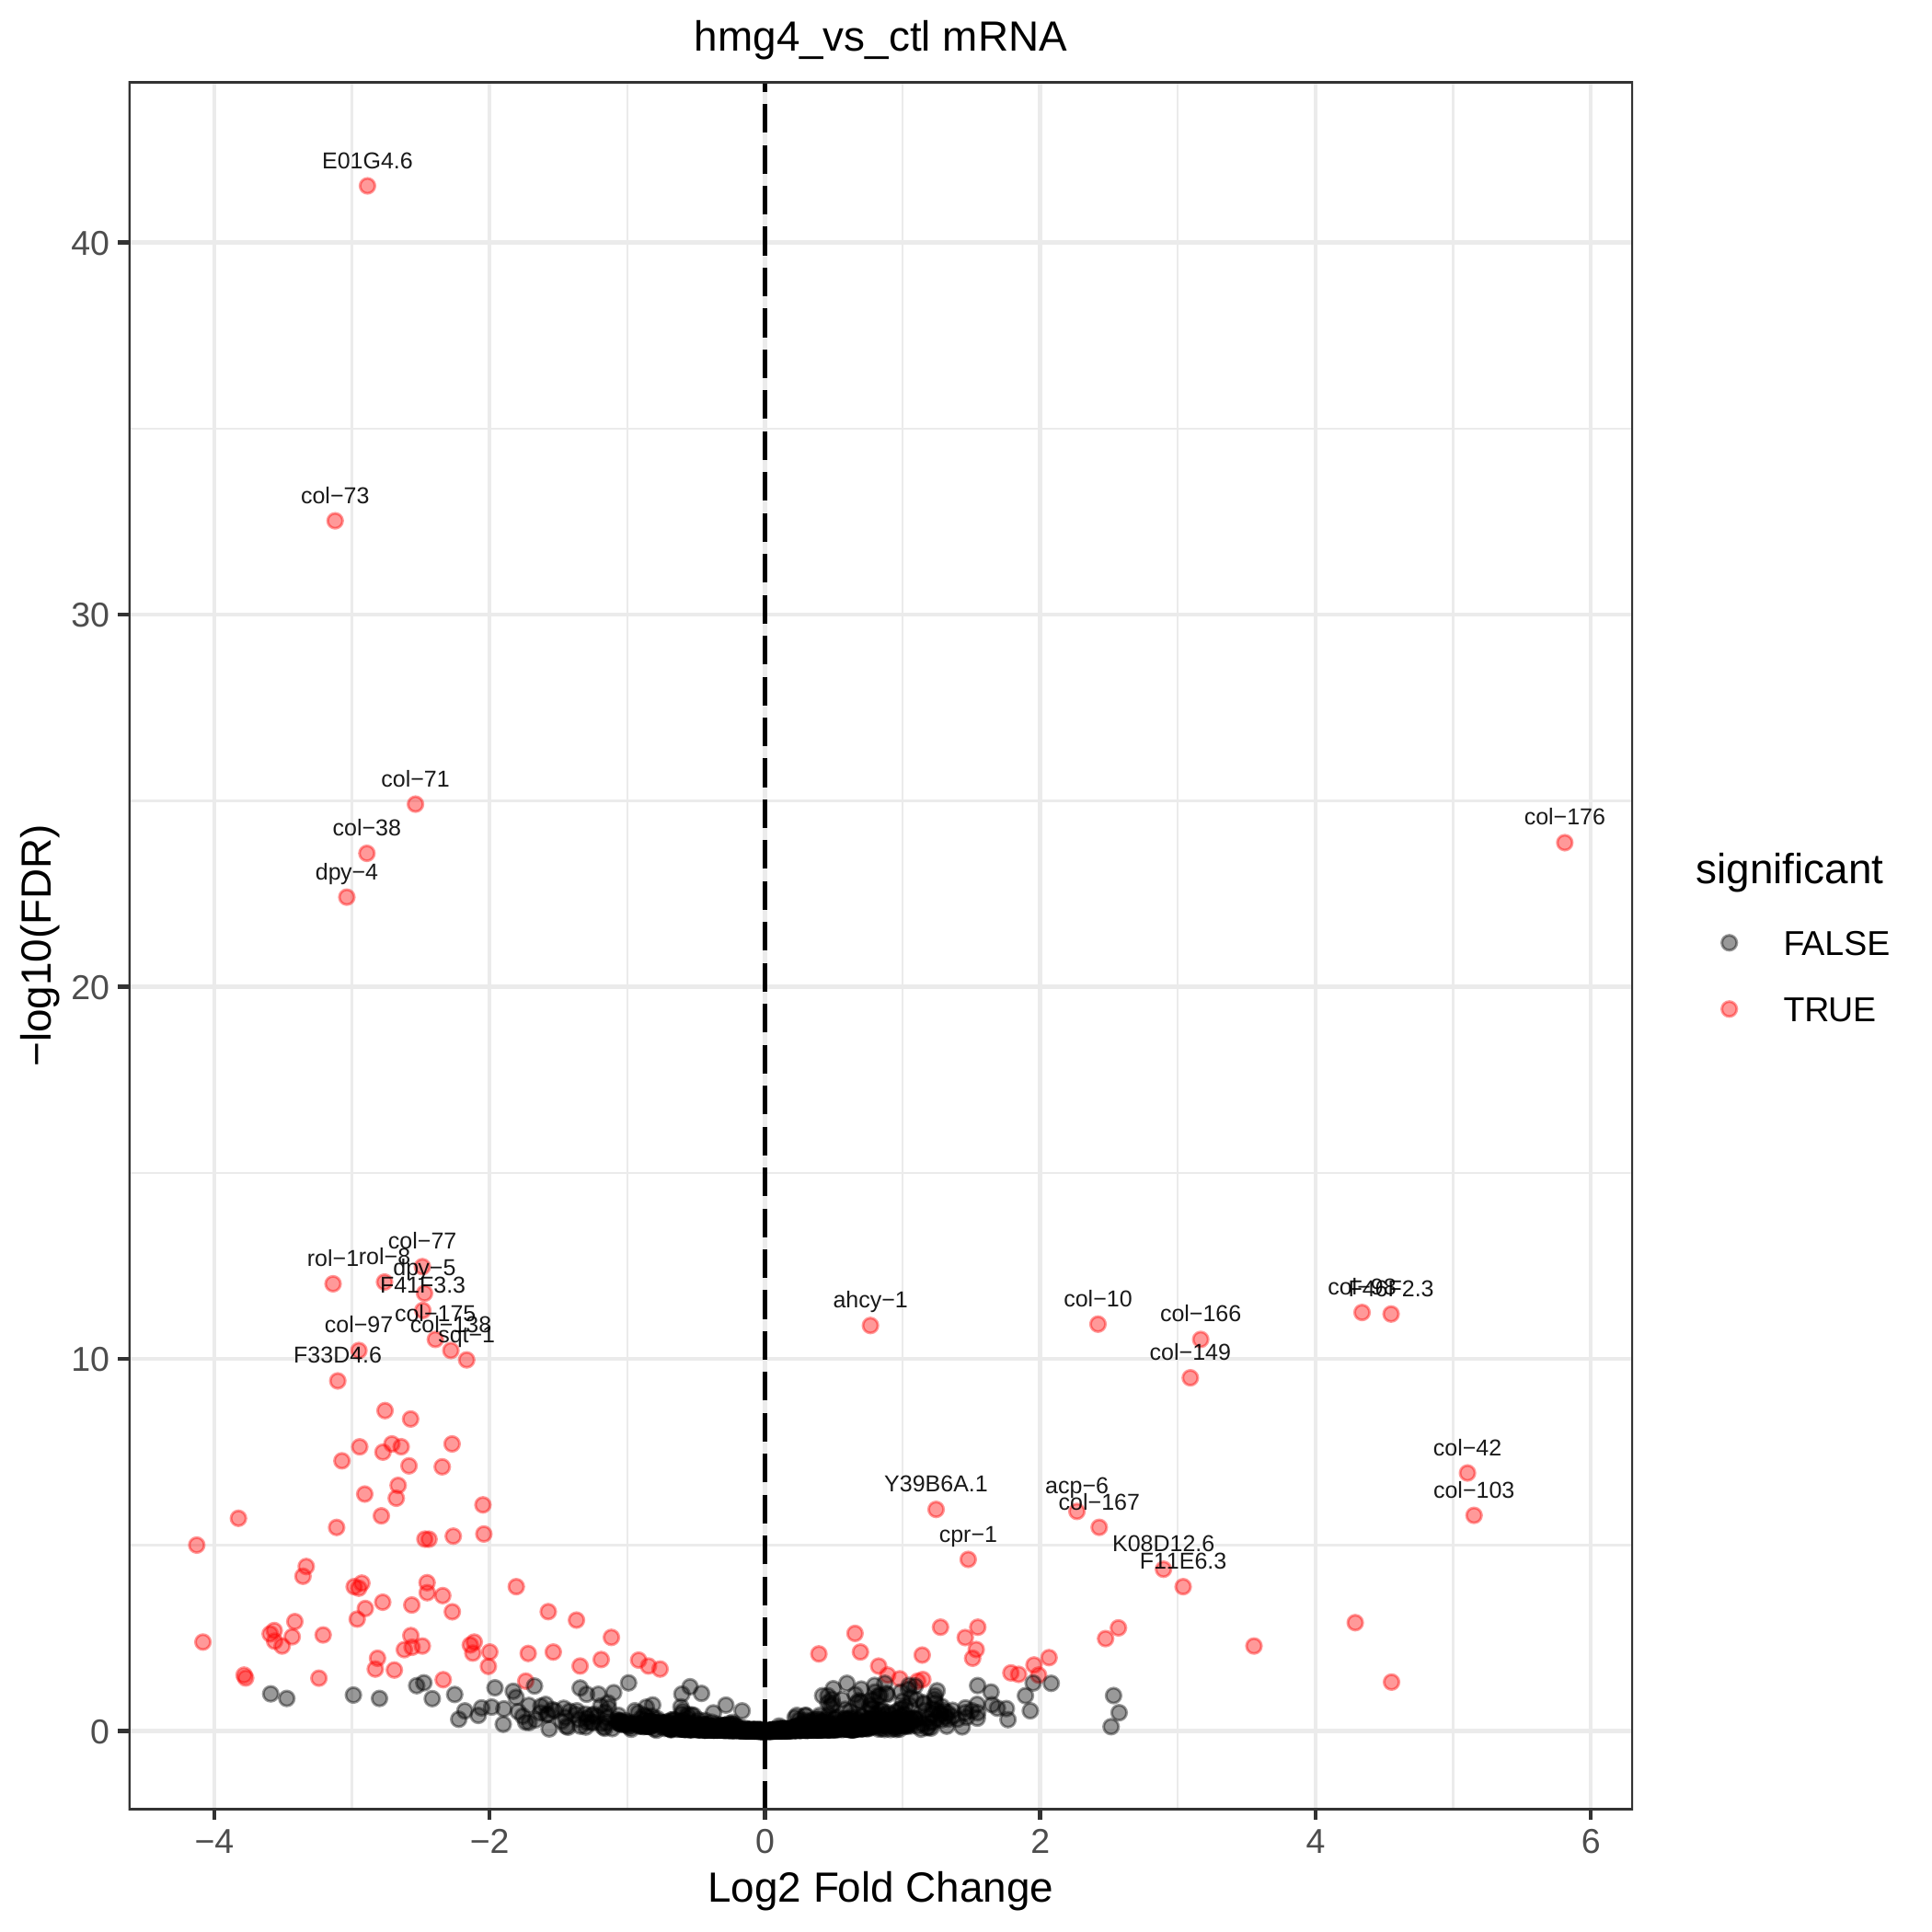 hmg4_vs_ctl mRNA
E01G4.6
40
col−73
30
col−71
col−176
col−38
dpy−4
−log10(FDR)
significant
FALSE
TRUE
20
col−77
rol−1
rol−8
dpy−5
F41F3.3
col−98
F46F2.3
ahcy−1
col−10
col−175
col−166
col−97
col−138
sqt−1
F33D4.6
col−149
10
col−42
Y39B6A.1
acp−6
col−103
col−167
cpr−1
K08D12.6
F11E6.3
0
−4
−2
0
2
4
6
Log2 Fold Change